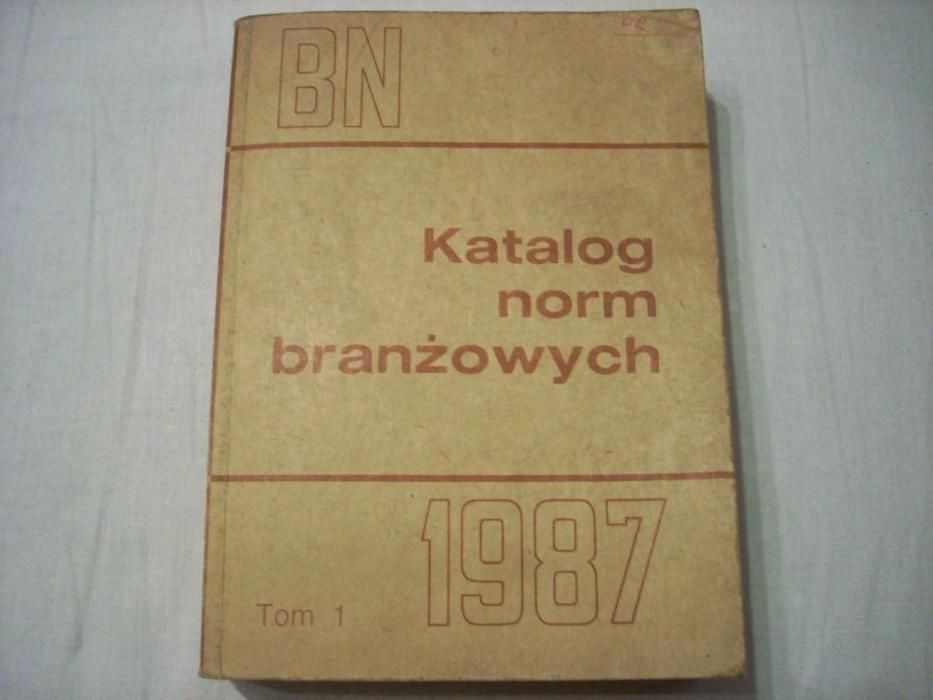 BN
Katalog
norm
branżowych
1987
Tom 1